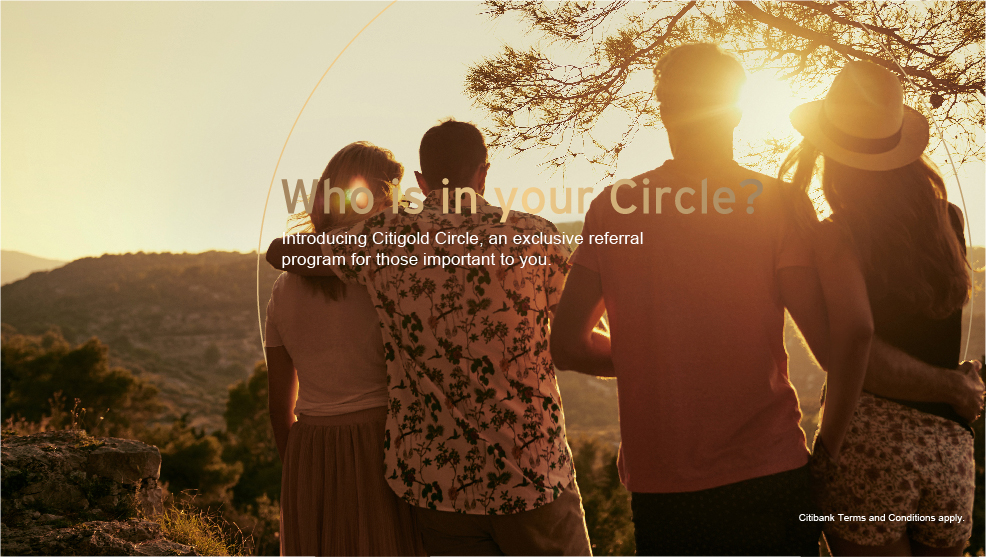 Who is in your Circle?
Introducing Citigold Circle, an exclusive referral
program for those important to you.
Citibank Terms and Conditions apply.